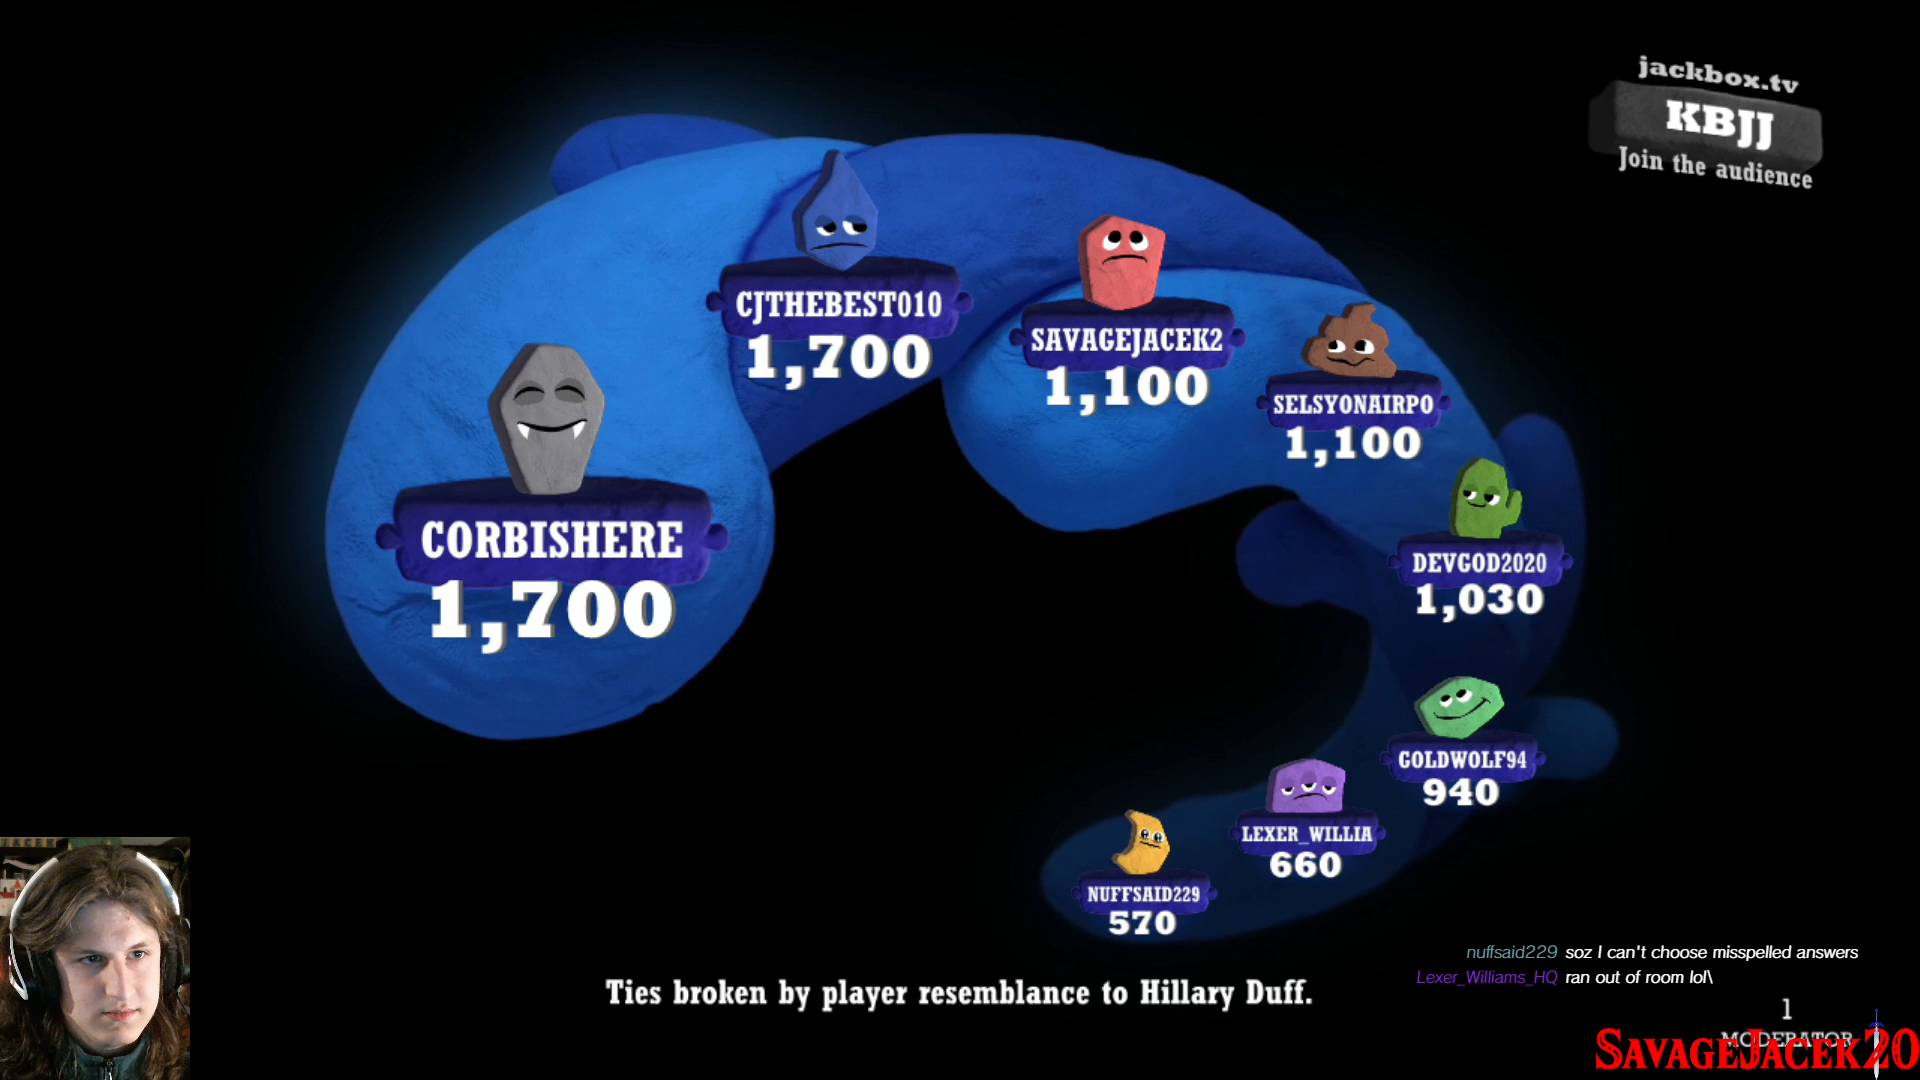 jackbox.tv
KBJJ
Join the audience
CJTHEBEST010
1,700
SAVAGEJACEK2
1,100
SELSYONAIRPO
1,100
CORBISHERE
1,700
DEVGOD2020
1,030
GOLDWOLF94
940
LEXER_WILLIA
660
NUFFSAID229
570
nuffsaid229 soz I can't choose misspelled answers
Lexer_Williams_HQ ran out of room lol\
Ties broken by player resemblance to Hillary Duff.
1
MODERATOR
SAVAGEJACEK20